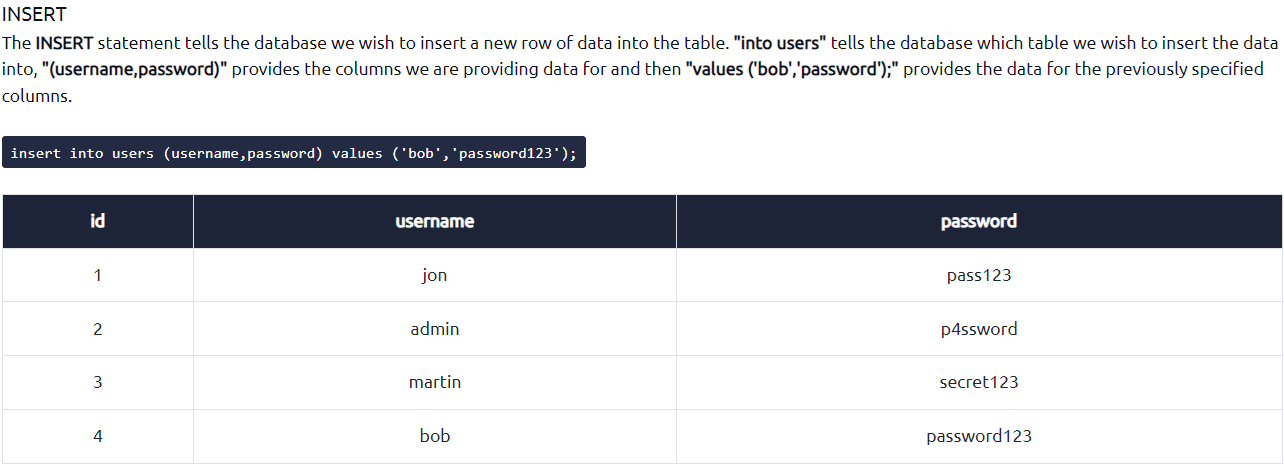 INSERT
The INSERT statement tells the database we wish to insert a new row of data into the table. "into users" tells the database which table we wish to insert the data
into, "(username,password)" provides the columns we are providing data for and then "values ('bob','password');" provides the data for the previously specified
columns.
insert into users (username,password) values ('bob','password123');
id username password
1 jon pass123
2 admin p4ssword
3 martin secret123
4 bob password123